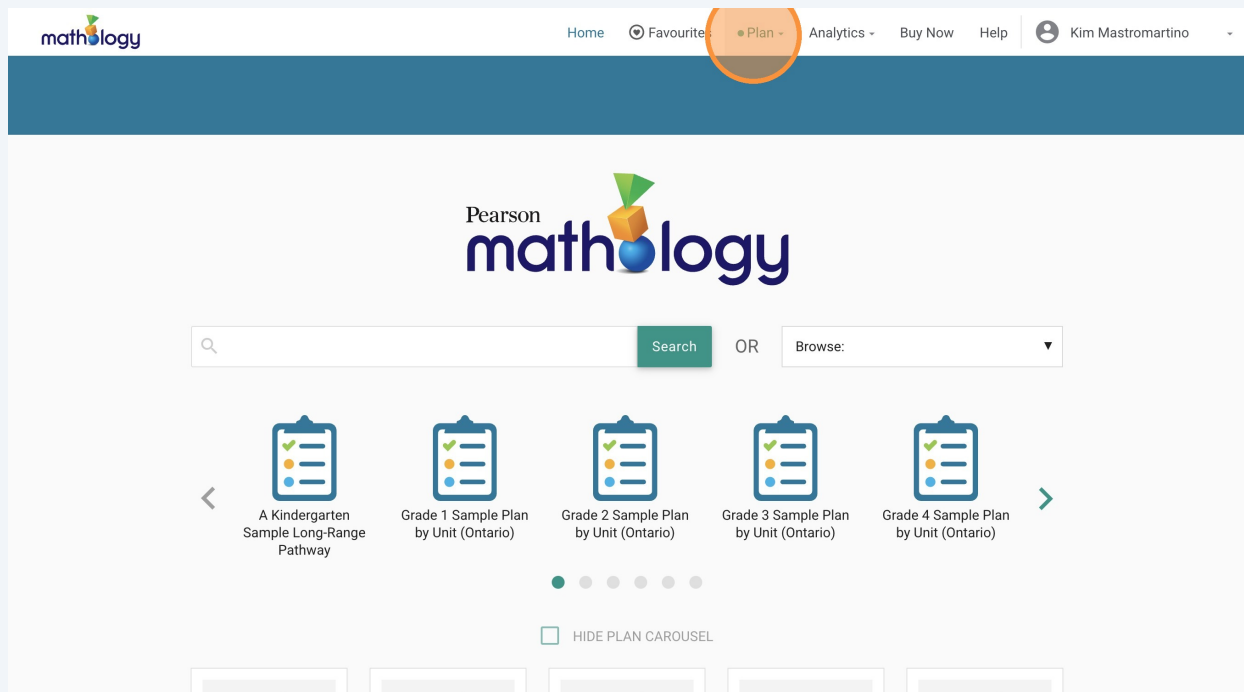 mathology
Home Favourites Plan Analytics Buy Now Help Kim Mastromartino
Pearson
mathology
Search OR Browse:
A Kindergarten
Sample Long-Range
Pathway
Grade 1 Sample Plan
by Unit (Ontario)
Grade 2 Sample Plan
by Unit (Ontario)
Grade 3 Sample Plan
by Unit (Ontario)
Grade 4 Sample Plan
by Unit (Ontario)
HIDE PLAN CAROUSEL